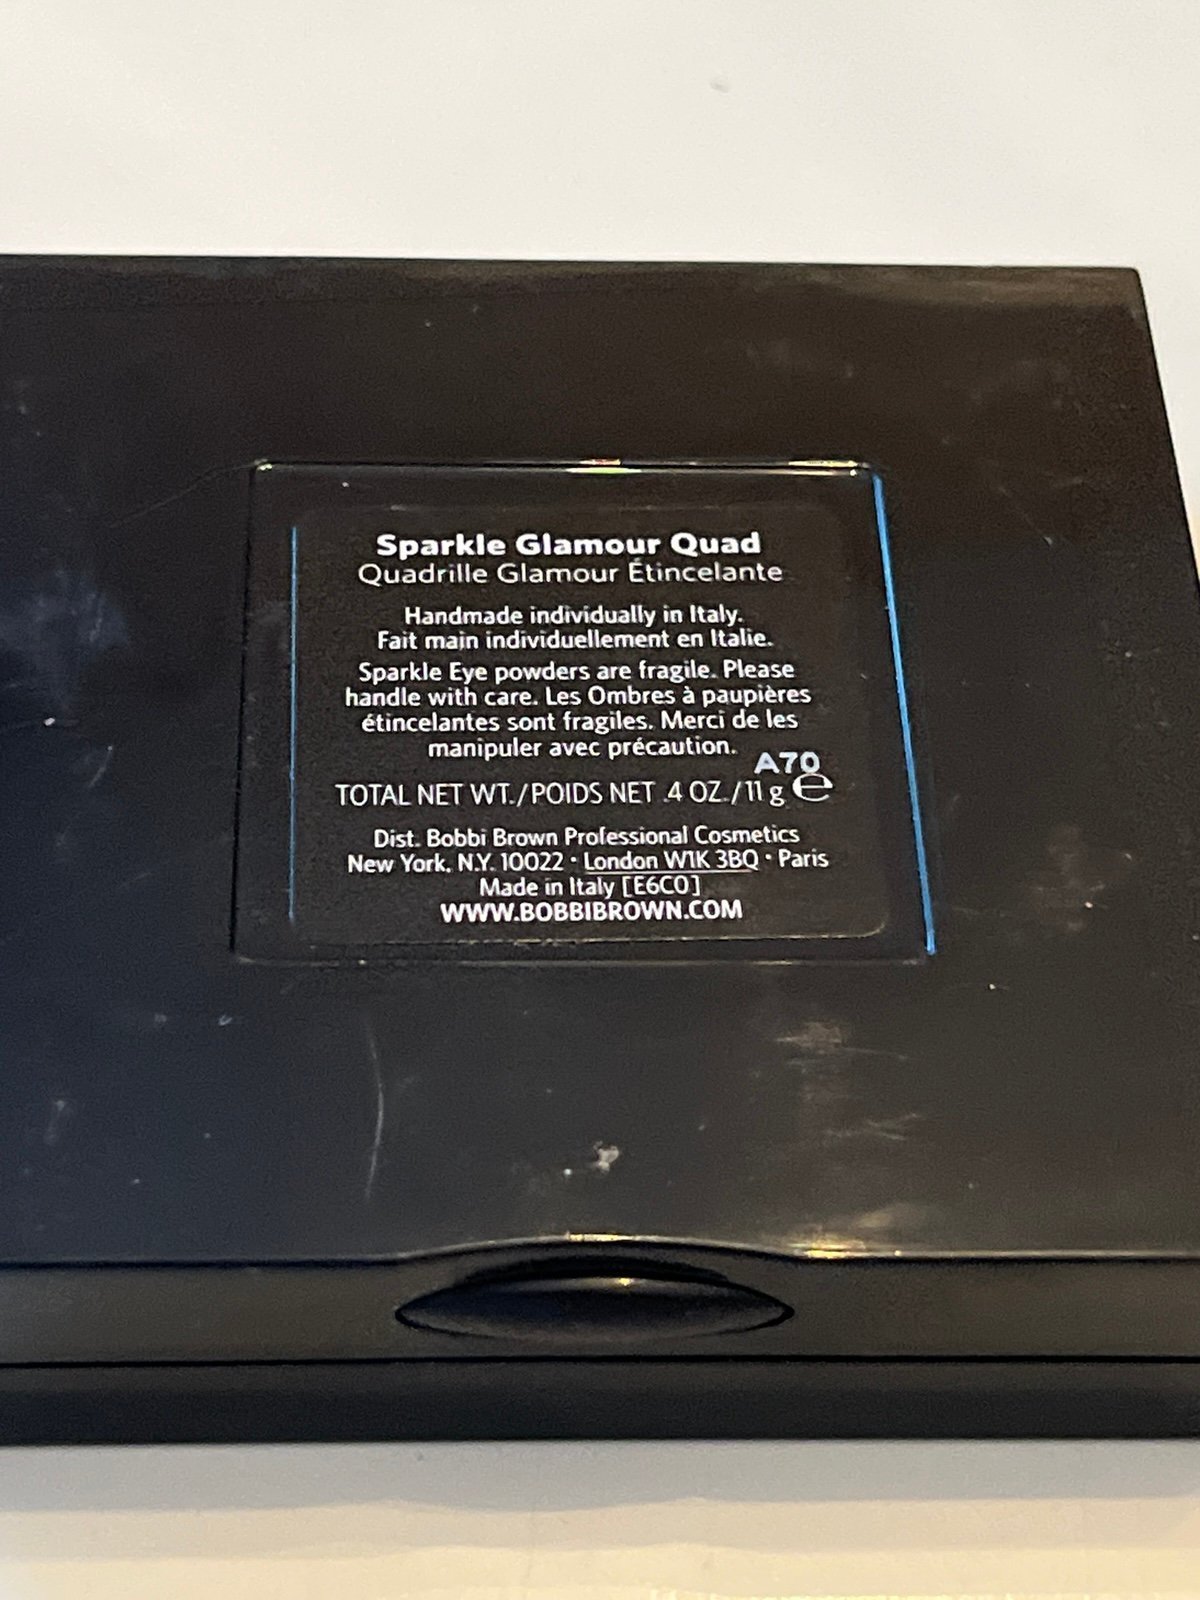 Sparkle Glamour Quad
Quadrille Glamour Étincelante
Handmade individually in Italy.
Fait main individuellement en Italie.
Sparkle Eye powders are fragile. Please
handle with care. Les Ombres à paupières
étincelantes sont fragiles. Merci de les
manipuler avec précaution.
A70
TOTAL NET WT./POIDS NET .4 OZ./11 g ℮
Dist. Bobbi Brown Professional Cosmetics
New York, N.Y. 10022 · London W1K 3BQ · Paris
Made in Italy [E6C0]
WWW.BOBBIBROWN.COM